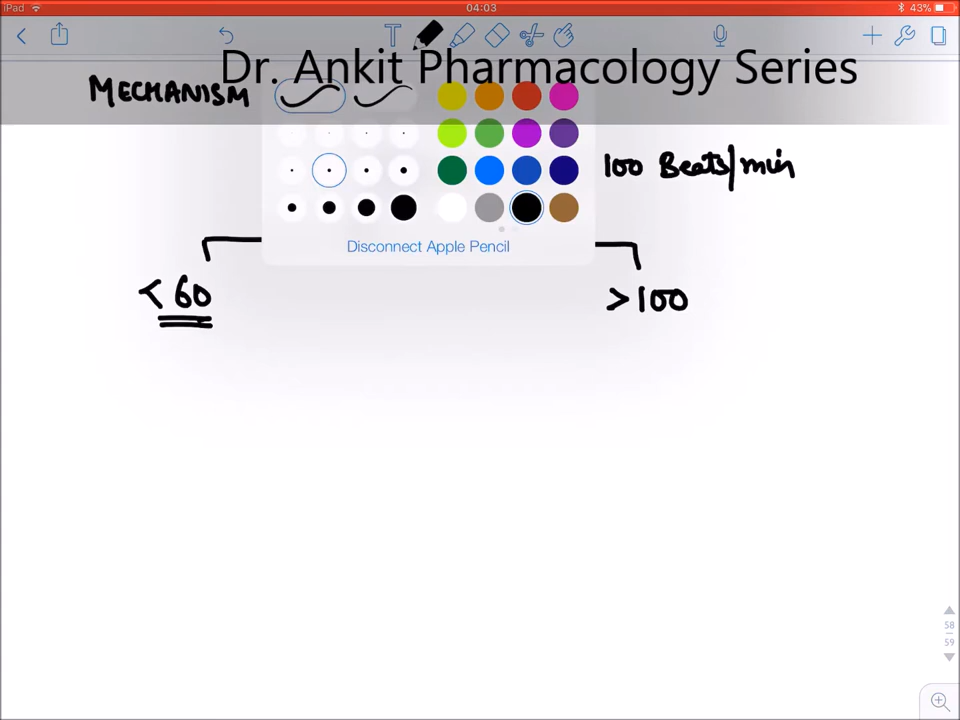 iPad 04:03 43%
T
Dr. Ankit Pharmacology Series
MECHANISM
100 Beats/min
Disconnect Apple Pencil
< 60 >100
58
59